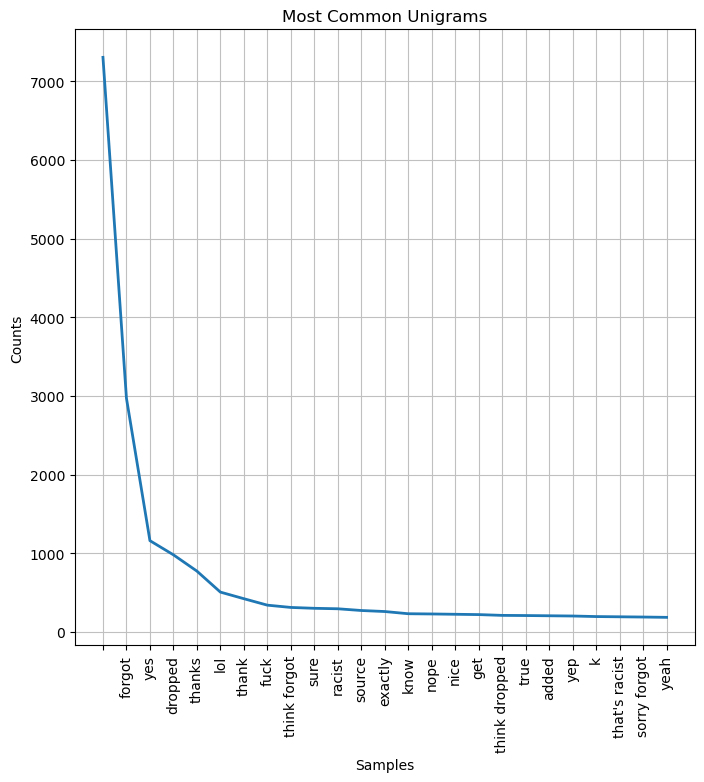 Most Common Unigrams
Counts
7000
6000
5000
4000
3000
2000
1000
0
forgot
yes
dropped
thanks
lol
thank
fuck
think forgot
sure
racist
source
exactly
know
nope
nice
get
think dropped
true
added
yep
k
that's racist
sorry forgot
yeah
Samples